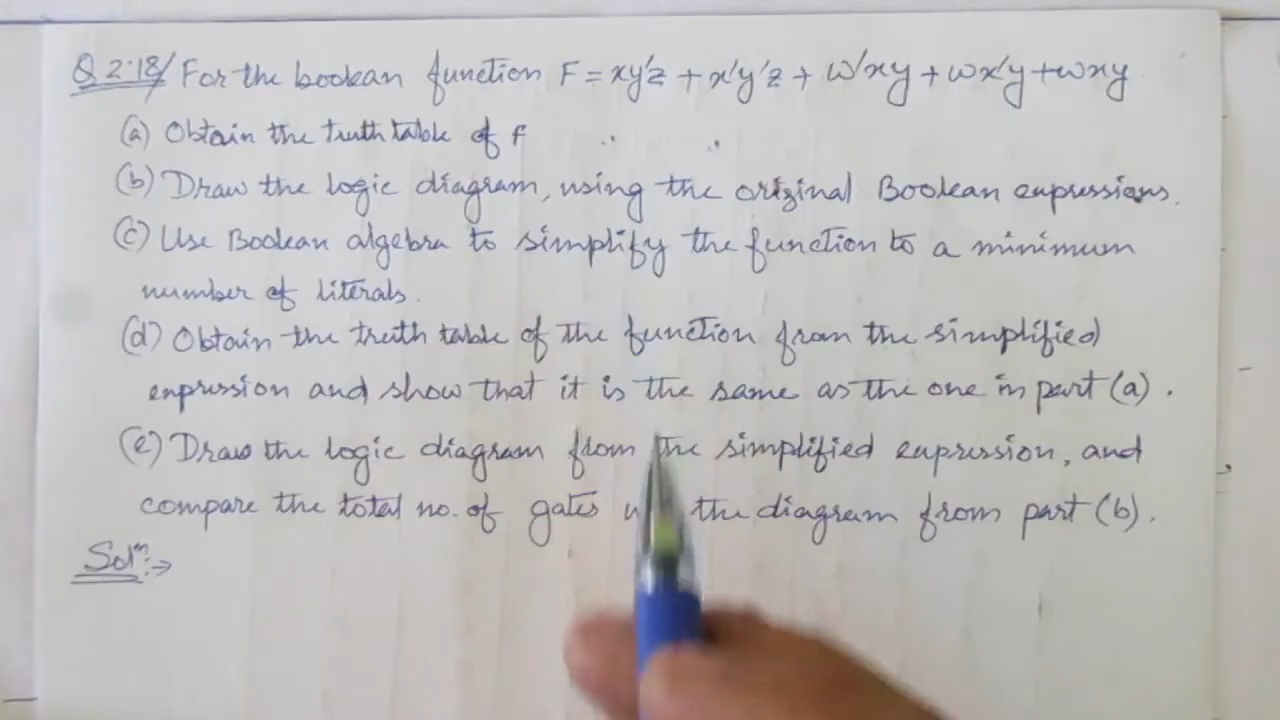 Q 2.18/ For the boolean function F = xy'z + x'y'z + w'xy + wx'y + wxy
(a) Obtain the truth table of F
(b) Draw the logic diagram, using the original Boolean expressions.
(c) Use Boolean algebra to simplify the function to a minimum
number of literals.
(d) Obtain the truth table of the function from the simplified
expression and show that it is the same as the one in part (a).
(e) Draw the logic diagram from the simplified expression, and
compare the total no. of gates the diagram from part (b).
Solⁿ :→